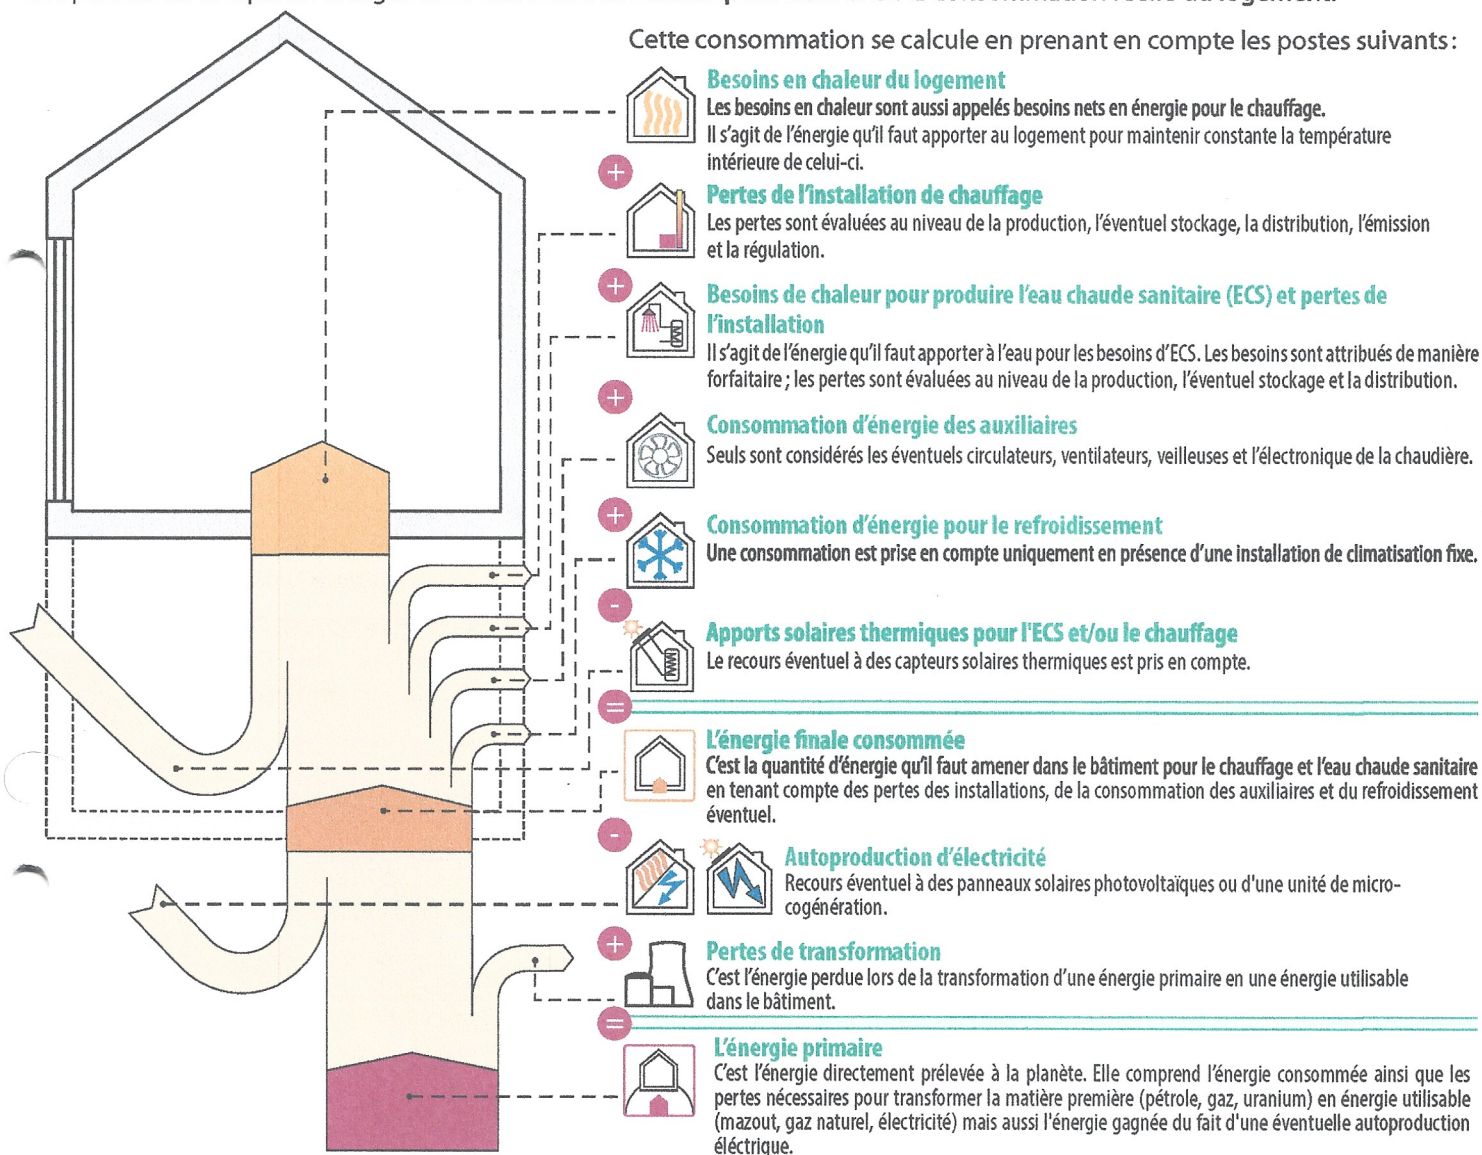 Cette consommation se calcule en prenant en compte les postes suivants :
Besoins en chaleur du logement
Les besoins en chaleur sont aussi appelés besoins nets en énergie pour le chauffage.
Il s'agit de l'énergie qu'il faut apporter au logement pour maintenir constante la température
intérieure de celui-ci.
+
Pertes de l'installation de chauffage
Les pertes sont évaluées au niveau de la production, l'éventuel stockage, la distribution, l'émission
et la régulation.
+
Besoins de chaleur pour produire l'eau chaude sanitaire (ECS) et pertes de
l'installation
Il s'agit de l'énergie qu'il faut apporter à l'eau pour les besoins d'ECS. Les besoins sont attribués de manière
forfaitaire ; les pertes sont évaluées au niveau de la production, l'éventuel stockage et la distribution.
+
Consommation d'énergie des auxiliaires
Seuls sont considérés les éventuels circulateurs, ventilateurs, veilleuses et l'électronique de la chaudière.
+
Consommation d'énergie pour le refroidissement
Une consommation est prise en compte uniquement en présence d'une installation de climatisation fixe.
-
Apports solaires thermiques pour l'ECS et/ou le chauffage
Le recours éventuel à des capteurs solaires thermiques est pris en compte.
=
L'énergie finale consommée
C'est la quantité d'énergie qu'il faut amener dans le bâtiment pour le chauffage et l'eau chaude sanitaire
en tenant compte des pertes des installations, de la consommation des auxiliaires et du refroidissement
éventuel.
-
Autoproduction d'électricité
Recours éventuel à des panneaux solaires photovoltaïques ou d'une unité de micro-
cogénération.
+
Pertes de transformation
C'est l'énergie perdue lors de la transformation d'une énergie primaire en une énergie utilisable
dans le bâtiment.
=
L'énergie primaire
C'est l'énergie directement prélevée à la planète. Elle comprend l'énergie consommée ainsi que les
pertes nécessaires pour transformer la matière première (pétrole, gaz, uranium) en énergie utilisable
(mazout, gaz naturel, électricité) mais aussi l'énergie gagnée du fait d'une éventuelle autoproduction
éléctrique.